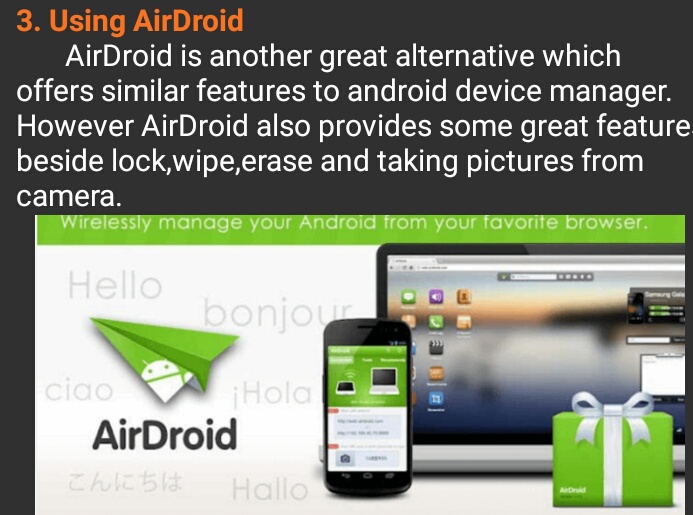 3. Using AirDroid
AirDroid is another great alternative which
offers similar features to android device manager.
However AirDroid also provides some great feature
beside lock,wipe,erase and taking pictures from
camera.
Wirelessly manage your Android from your favorite browser.
Hello
bonjour
ciao
¡Hola
AirDroid
こんにちは
Hallo
AirDroid
AirDroid